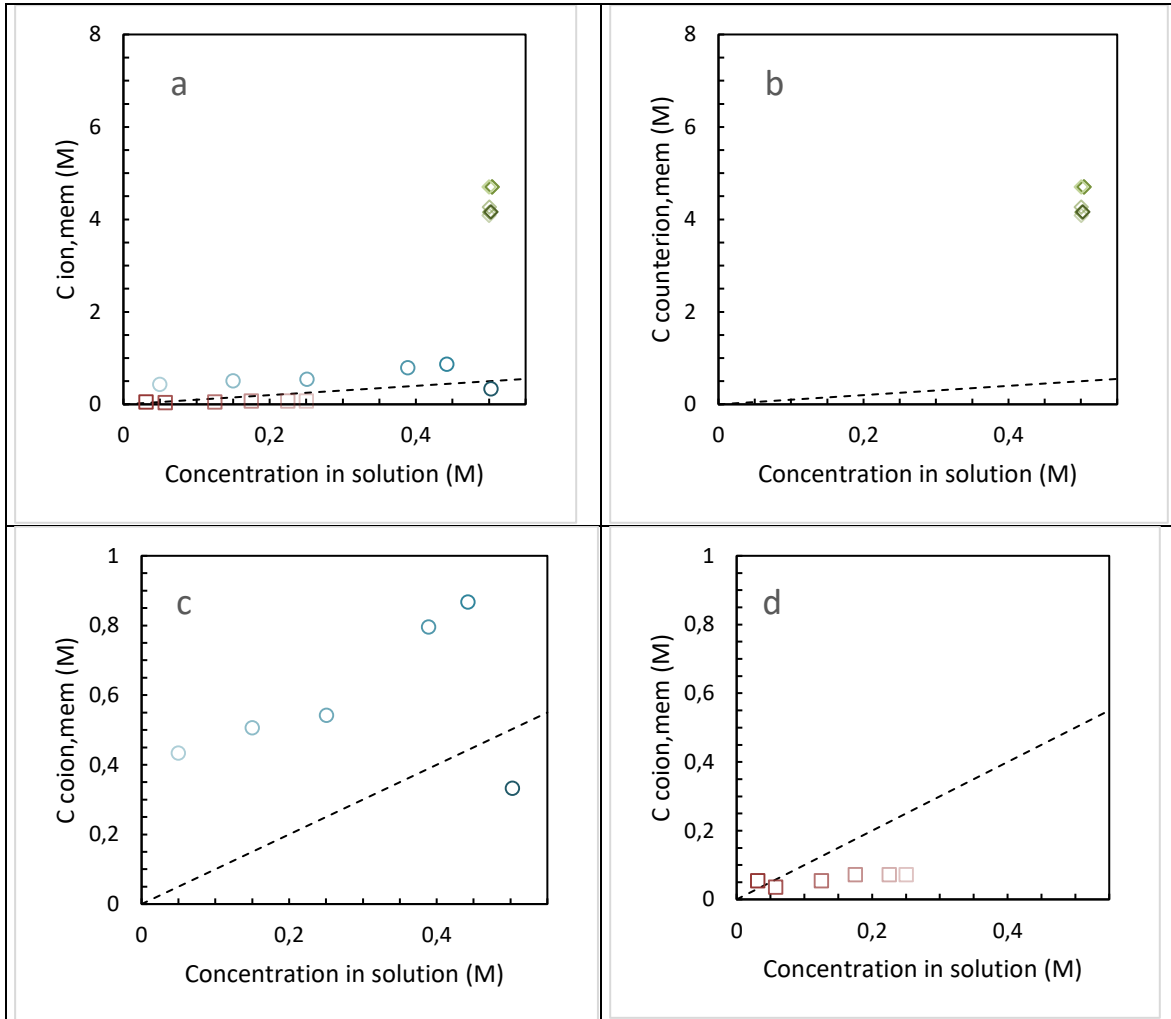 a
8
6
4
2
0
C ion,mem (M)
0
0,2
0,4
Concentration in solution (M)
b
8
6
4
2
0
C counterion,mem (M)
0
0,2
0,4
Concentration in solution (M)
c
1
0,8
0,6
0,4
0,2
0
C coion,mem (M)
0
0,2
0,4
Concentration in solution (M)
d
1
0,8
0,6
0,4
0,2
0
C coion,mem (M)
0
0,2
0,4
Concentration in solution (M)